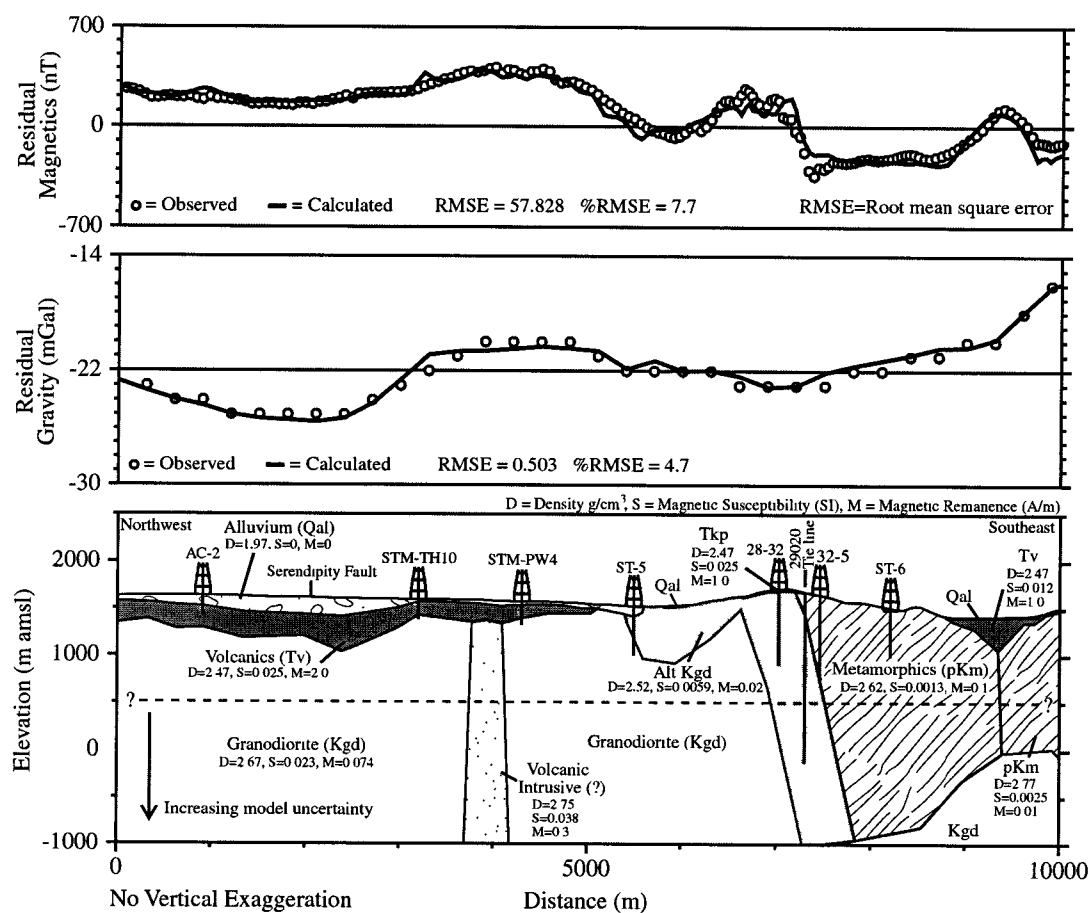 700
Residual
Magnetics (nT)
0
o = Observed
— = Calculated
RMSE = 57.828 %RMSE = 7.7
RMSE=Root mean square error
-700
-14
Residual
Gravity (mGal)
-22
o = Observed
— = Calculated
RMSE = 0.503 %RMSE = 4.7
-30
D = Density g/cm³, S = Magnetic Susceptibility (SI), M = Magnetic Remanence (A/m)
Northwest
Southeast
Alluvium (Qal)
D=1.97. S=0, M=0
AC-2
Serendipity Fault
STM-TH10
STM-PW4
ST-5
Qal
Tkp
D=2.47
S=0 025
M=1 0
28-32
29020
Tie line
32-5
ST-6
Tv
D=2 47
S=0 012
M=1 0
Qal
2000
1000
0
-1000
Elevation (m amsl)
Volcanics (Tv)
D=2 47, S=0 025, M=2 0
Alt Kgd
D=2.52, S=0 0059, M=0.02
Metamorphics (pKm)
D=2 62, S=0.0013, M=0 1
?
?
Granodiorite (Kgd)
D=2 67, S=0 023, M=0 074
Granodiorite (Kgd)
Volcanic
Intrusive (?)
D=2 75
S=0.038
M=0 3
pKm
D=2 77
S=0.0025
M=0 01
Increasing model uncertainty
Kgd
0
5000
10000
No Vertical Exaggeration
Distance (m)